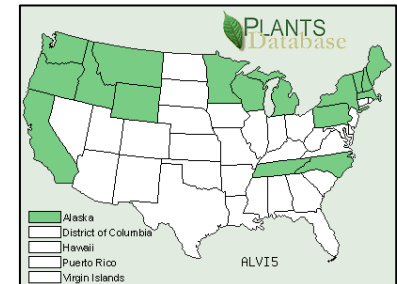 PLANTS
Database
Alaska
District of Columbia
Hawaii
Puerto Rico
Virgin Islands
ALVI5